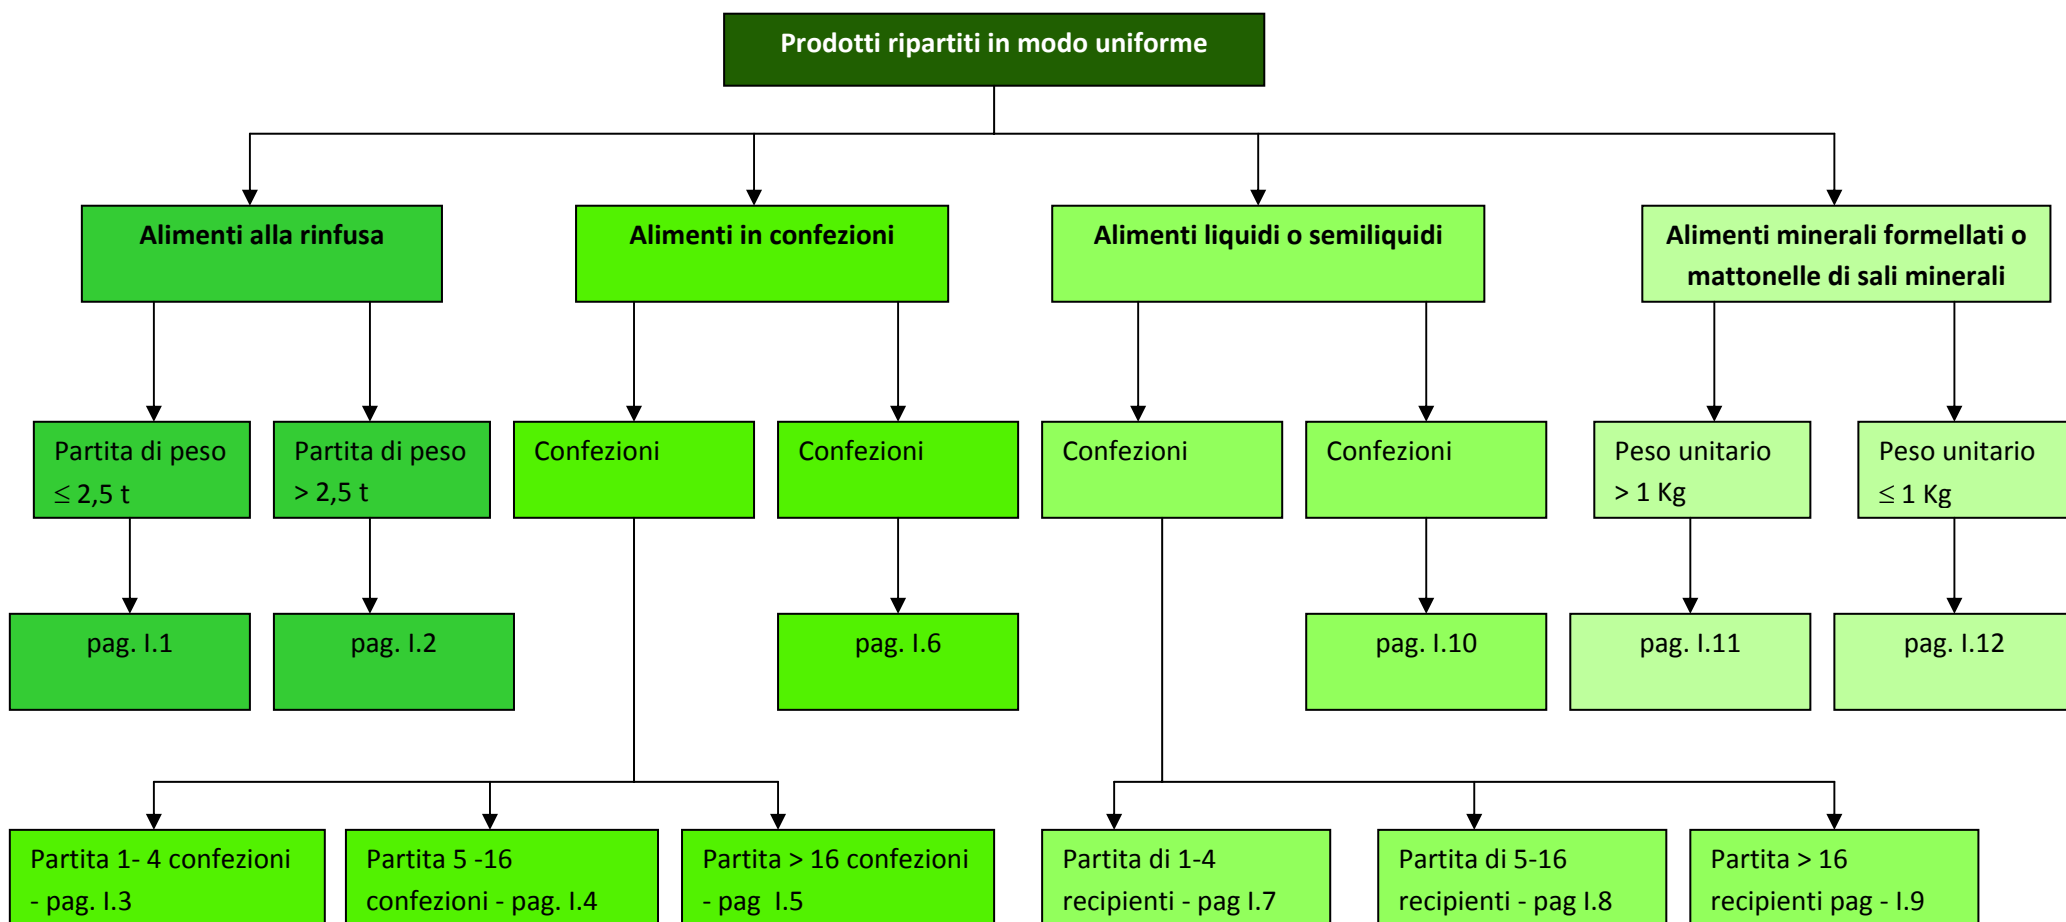 Prodotti ripartiti in modo uniforme
Alimenti alla rinfusa
Alimenti in confezioni
Alimenti liquidi o semiliquidi
Alimenti minerali formellati o
mattonelle di sali minerali
Partita di peso
≤ 2,5 t
Partita di peso
> 2,5 t
Confezioni
Confezioni
Confezioni
Confezioni
Peso unitario
> 1 Kg
Peso unitario
≤ 1 Kg
pag. I.1
pag. I.2
pag. I.6
pag. I.10
pag. I.11
pag. I.12
Partita 1- 4 confezioni
- pag. I.3
Partita 5 -16
confezioni - pag. I.4
Partita > 16 confezioni
- pag  I.5
Partita di 1-4
recipienti - pag I.7
Partita di 5-16
recipienti - pag I.8
Partita > 16
recipienti pag - I.9